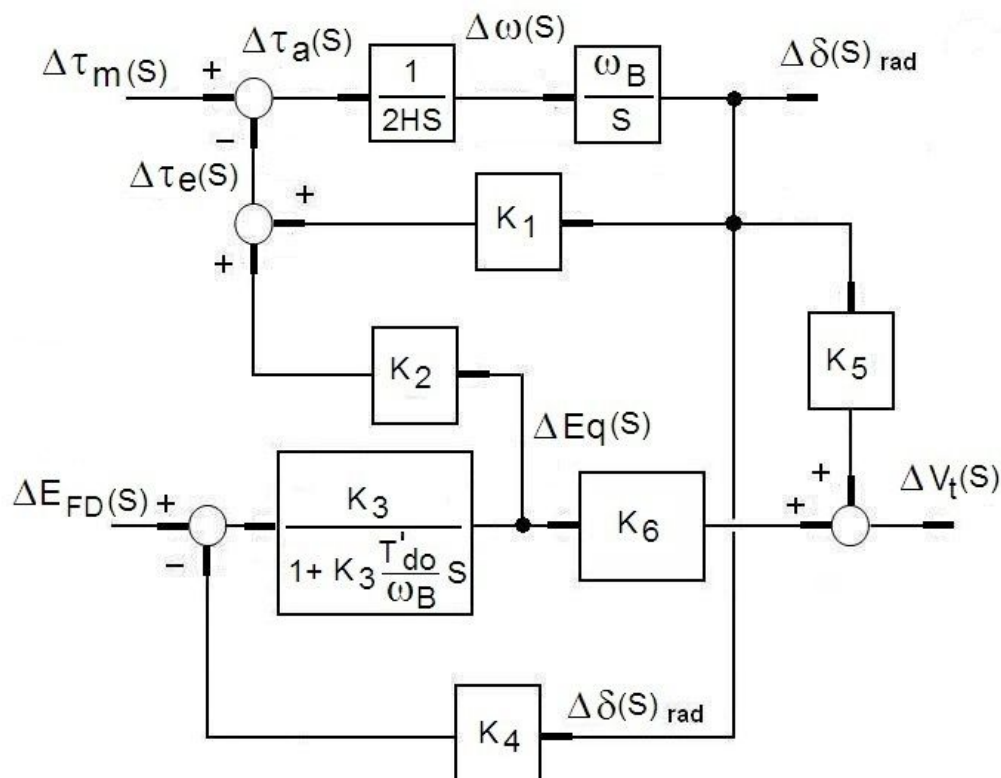 Δτm(S)
+
−
Δτa(S)
1
2HS
Δω(S)
ωB
S
Δδ(S) rad
Δτe(S)
+
+
K1
K5
K2
ΔEq(S)
ΔEFD(S)
+
−
K3
1 + K3 T'do S
ωB
K6
+
+
ΔVt(S)
K4
Δδ(S) rad